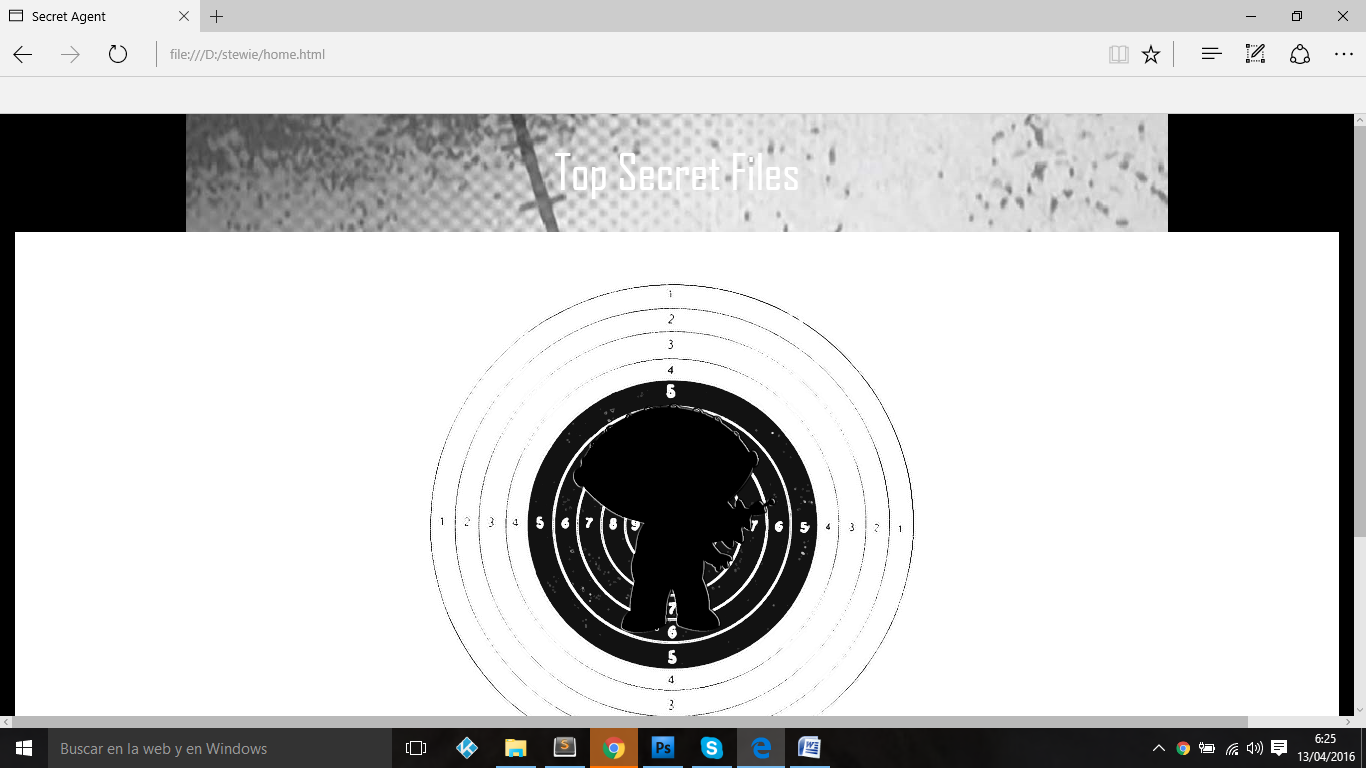 Secret Agent
file:///D:/stewie/home.html
Top Secret Files
1
2
3
4
5
1 2 3 4 5 6 7 8 9 7 6 5 4 3 2 1
7
6
5
4
3
Buscar en la web y en Windows
S
Ps
S
W
6:25
13/04/2016